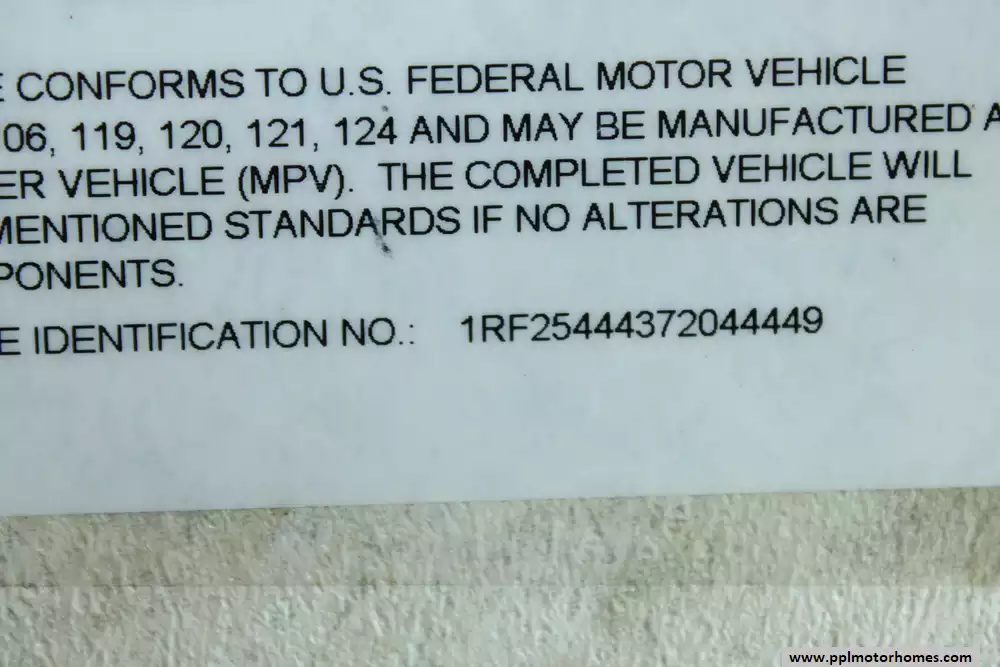 E CONFORMS TO U.S. FEDERAL MOTOR VEHICLE
06, 119, 120, 121, 124 AND MAY BE MANUFACTURED A
ER VEHICLE (MPV). THE COMPLETED VEHICLE WILL
MENTIONED STANDARDS IF NO ALTERATIONS ARE
PONENTS.
E IDENTIFICATION NO.: 1RF25444372044449
www.pplmotorhomes.com